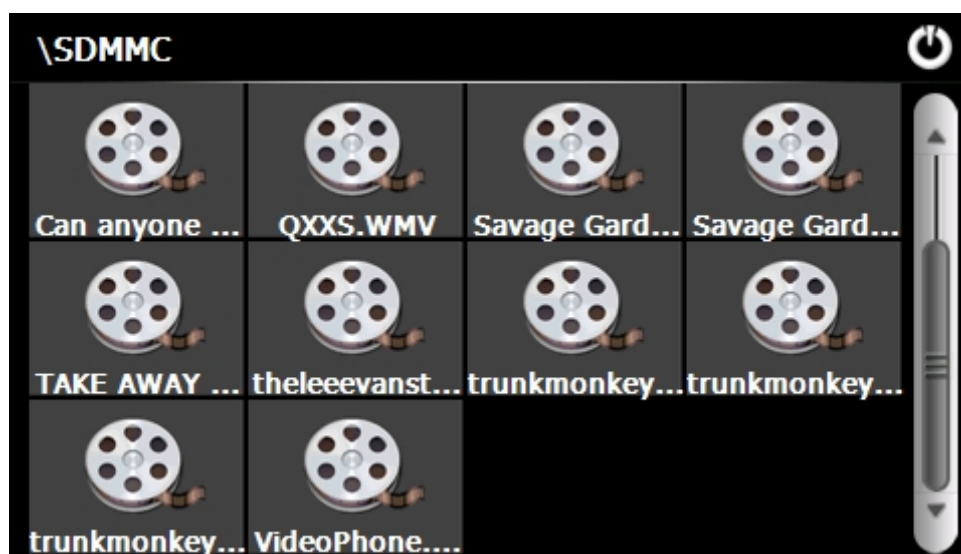 \SDMMC
Can anyone ...
QXXS.WMV
Savage Gard...
Savage Gard...
TAKE AWAY ...
theleeevanst...
trunkmonkey...
trunkmonkey...
trunkmonkey...
VideoPhone....